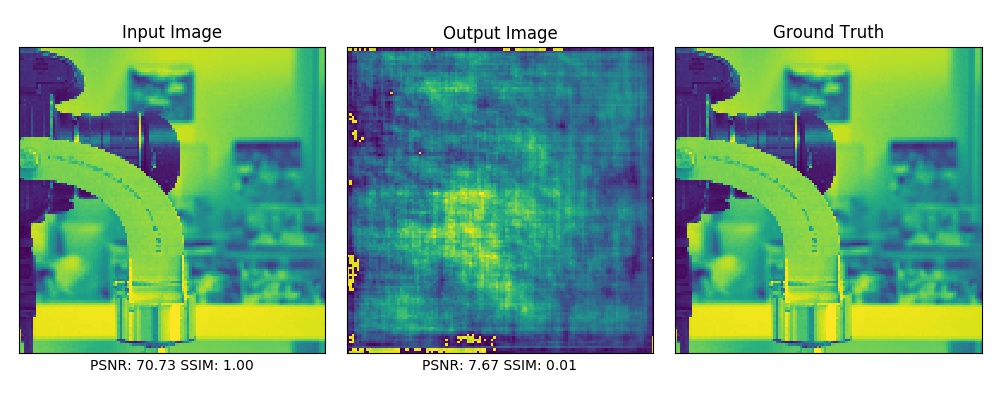 Input Image
Output Image
Ground Truth
PSNR: 70.73 SSIM: 1.00
PSNR: 7.67 SSIM: 0.01